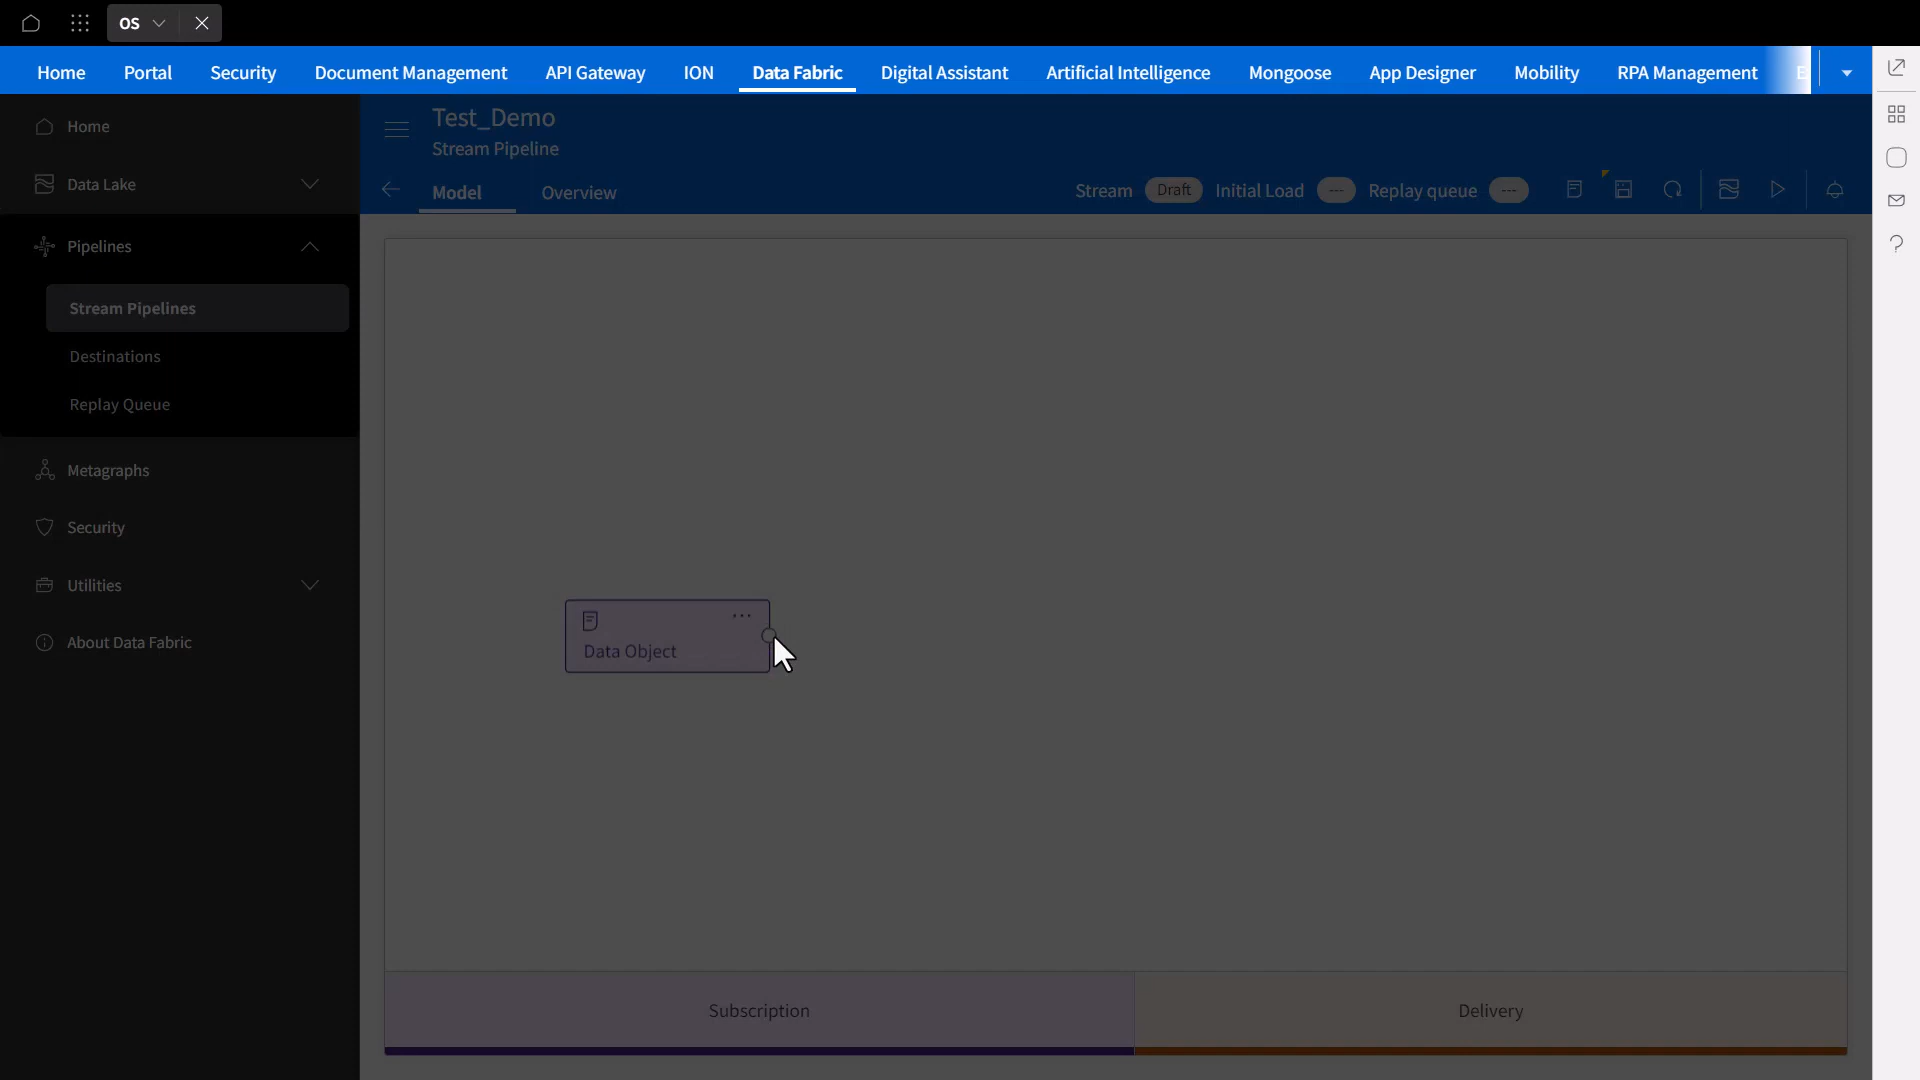 OS
Home Portal Security Document Management API Gateway ION Data Fabric Digital Assistant Artificial Intelligence Mongoose App Designer Mobility RPA Management
Home
Data Lake
Pipelines
Stream Pipelines
Destinations
Replay Queue
Metagraphs
Security
Utilities
About Data Fabric
Test_Demo
Stream Pipeline
Model Overview
Stream Draft Initial Load --- Replay queue ---
Data Object
Subscription Delivery